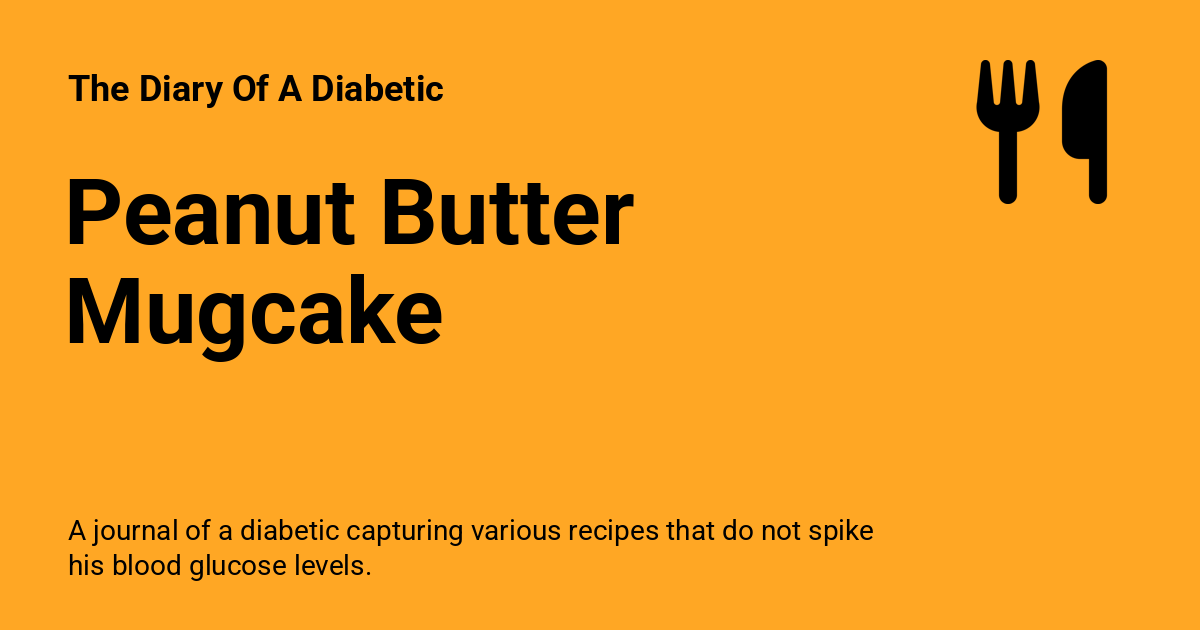 The Diary Of A Diabetic
Peanut Butter
Mugcake
A journal of a diabetic capturing various recipes that do not spike
his blood glucose levels.